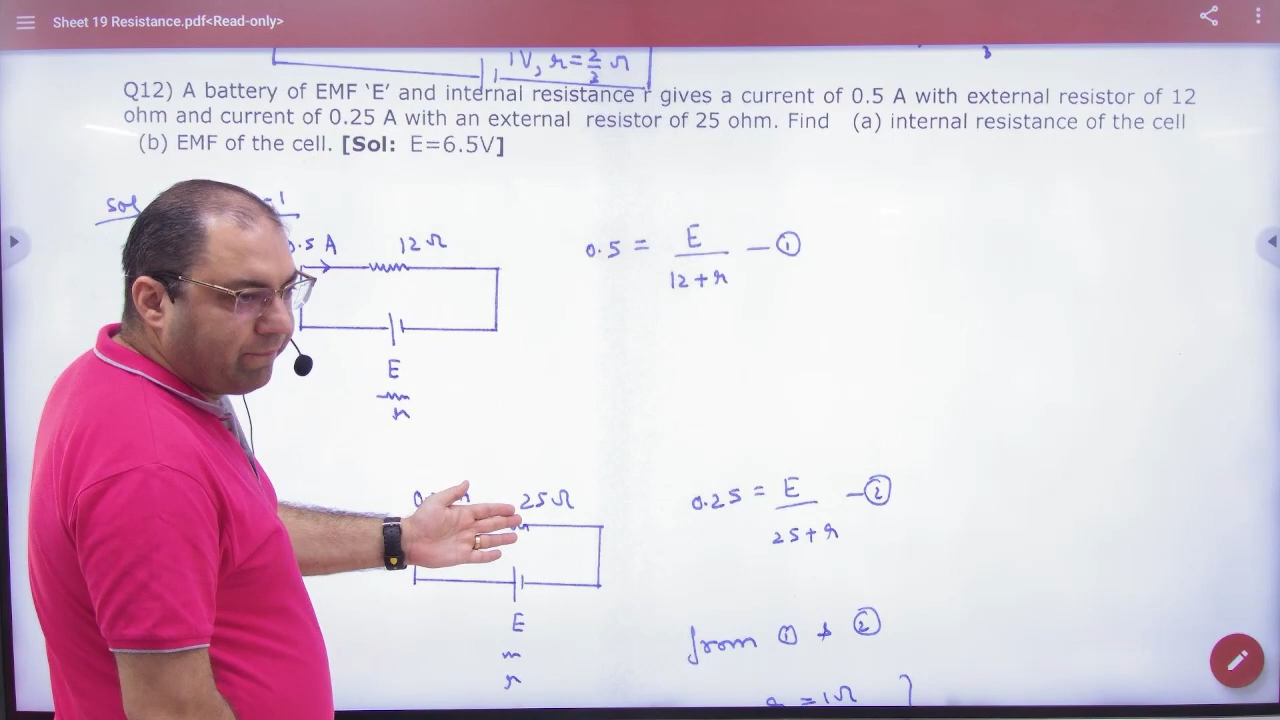 Sheet 19 Resistance.pdf<Read-only>
1V, r = 2/3 Ω
3
Q12) A battery of EMF ‘E’ and internal resistance r gives a current of 0.5 A with external resistor of 12
ohm and current of 0.25 A with an external resistor of 25 ohm. Find (a) internal resistance of the cell
(b) EMF of the cell. [Sol: E=6.5V]
Sol -1
0.5 A 12 Ω
0.5 = E/(12 + r) — ①
E
r
25 Ω
0.25 = E/(25 + r) — ②
E
r
from ① & ②
r = 1Ω }